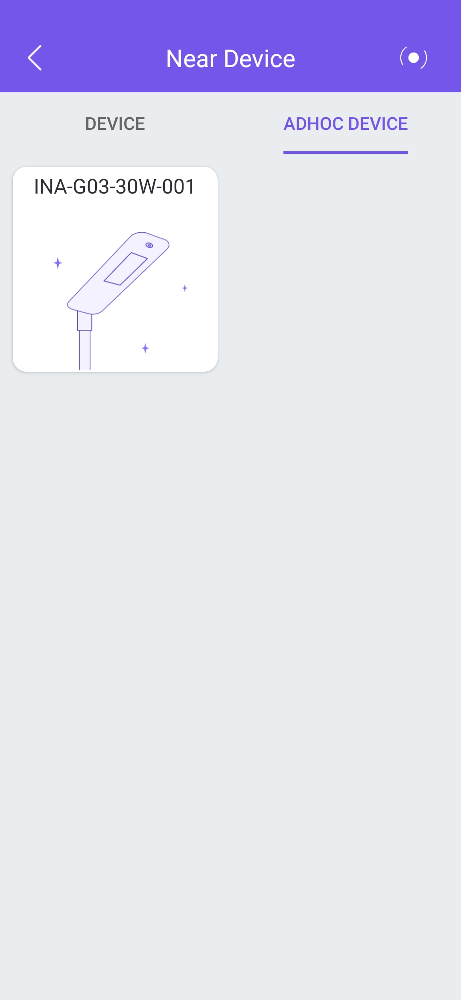 Near Device
DEVICE
ADHOC DEVICE
INA-G03-30W-001